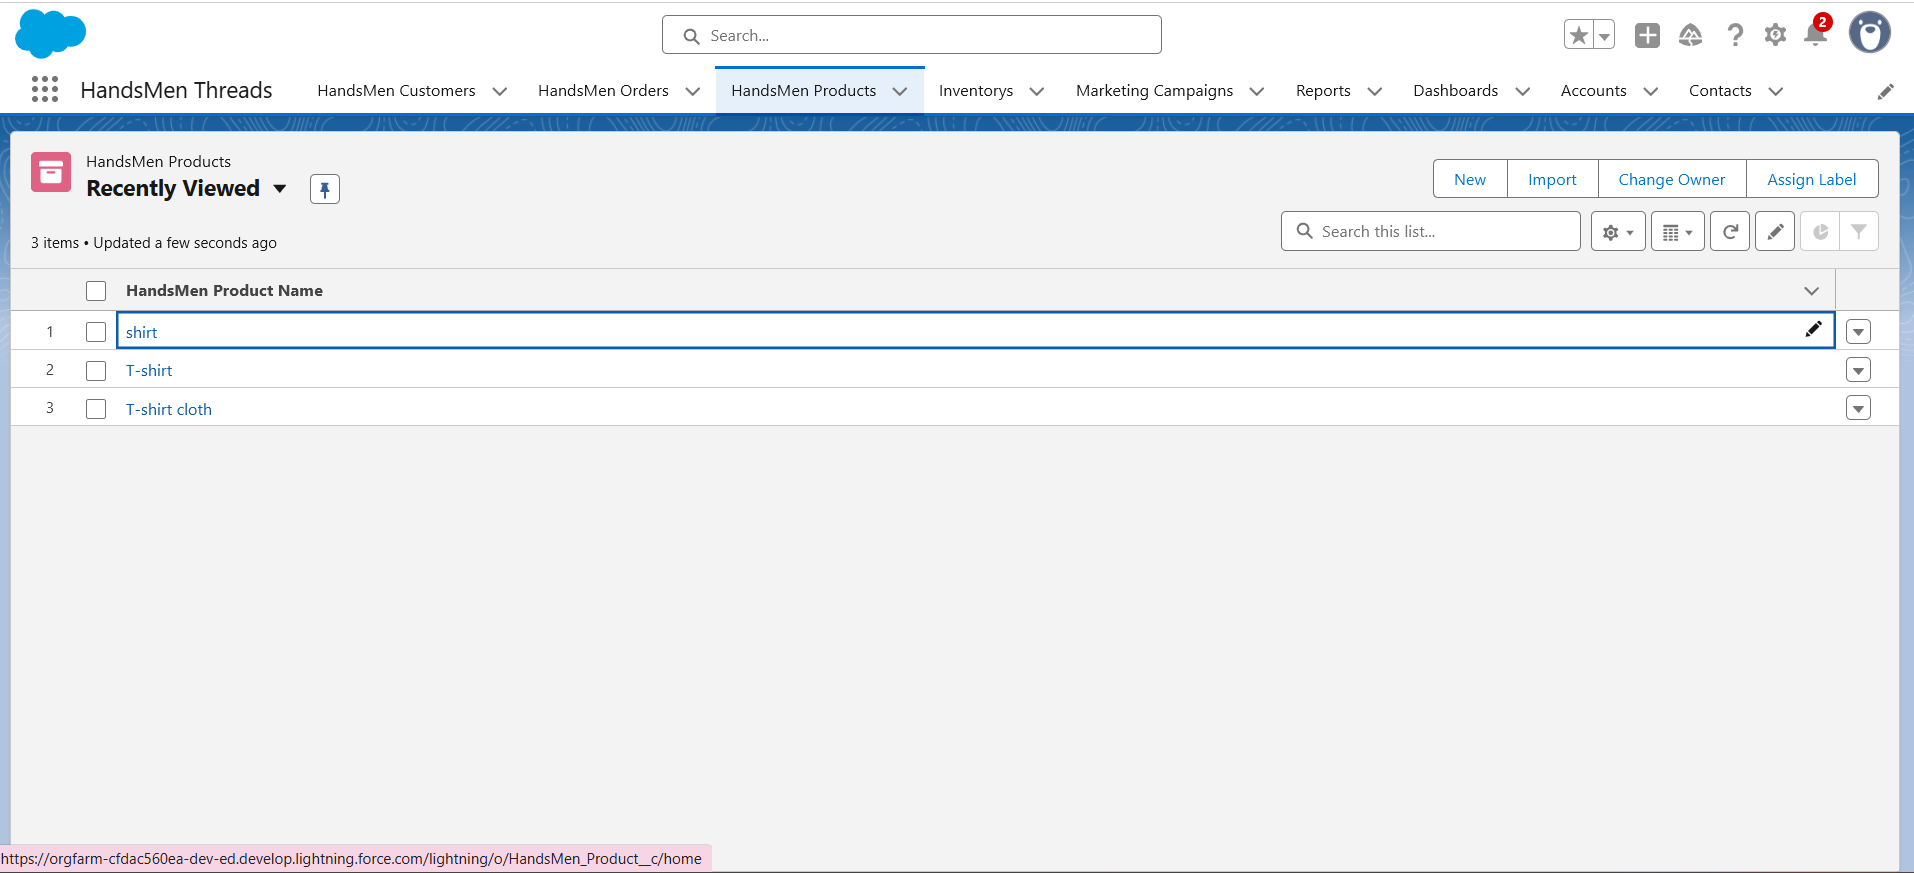 Search...
2
HandsMen Threads
HandsMen Customers
HandsMen Orders
HandsMen Products
Inventorys
Marketing Campaigns
Reports
Dashboards
Accounts
Contacts
HandsMen Products
Recently Viewed
New
Import
Change Owner
Assign Label
3 items • Updated a few seconds ago
Search this list...
HandsMen Product Name
1 shirt
2 T-shirt
3 T-shirt cloth
https://orgfarm-cfdac560ea-dev-ed.develop.lightning.force.com/lightning/o/HandsMen_Product__c/home